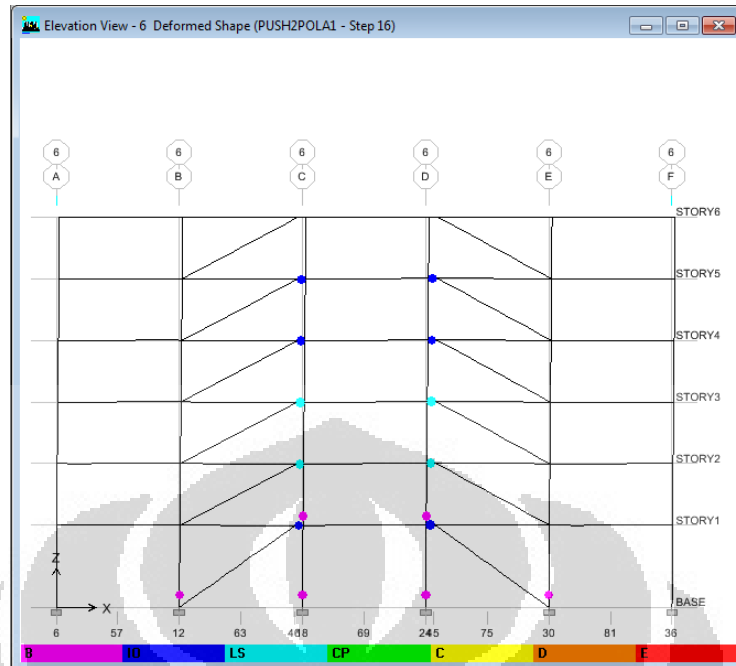 Elevation View - 6 Deformed Shape (PUSH2POLA1 - Step 16)
6 6 6 6 6 6
A B C D E F
STORY6
STORY5
STORY4
STORY3
STORY2
STORY1
Z
X
BASE
6 57 12 63 69 75 30 81 36
B IO LS CP C D E